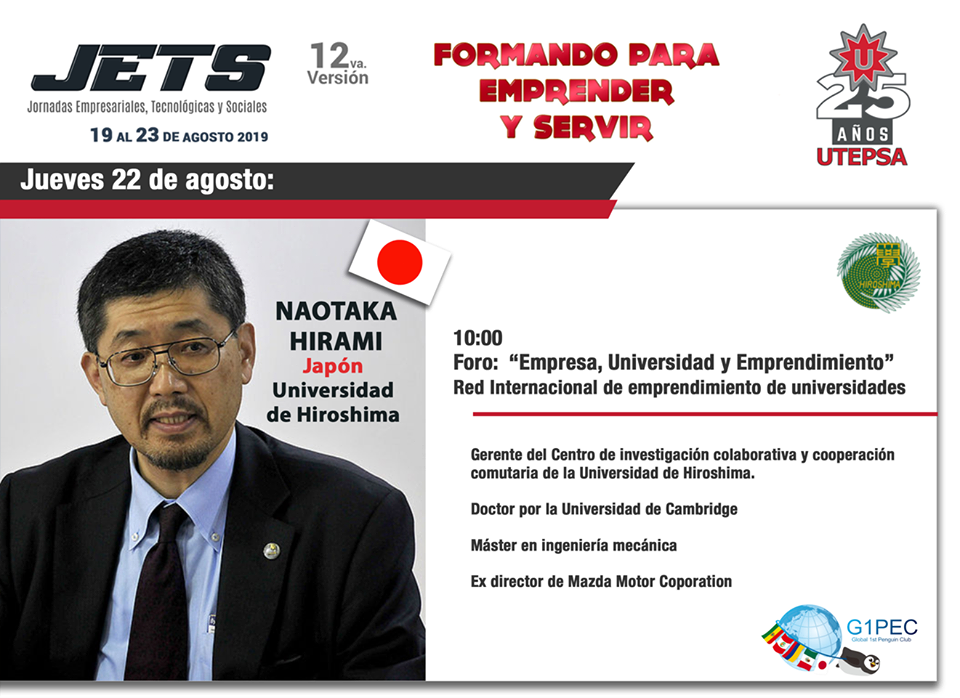 JETS
Jornadas Empresariales, Tecnológicas y Sociales
19 AL 23 DE AGOSTO 2019
12va.
Versión
FORMANDO PARA
EMPRENDER
Y SERVIR
U
25
AÑOS
UTEPSA
Jueves 22 de agosto:
NAOTAKA
HIRAMI
Japón
Universidad
de Hiroshima
學
HIROSHIMA
10:00
Foro: “Empresa, Universidad y Emprendimiento”
Red Internacional de emprendimiento de universidades
Gerente del Centro de investigación colaborativa y cooperación
comutaria de la Universidad de Hiroshima.
Doctor por la Universidad de Cambridge
Máster en ingeniería mecánica
Ex director de Mazda Motor Coporation
G1PEC
Global 1st Penguin Club